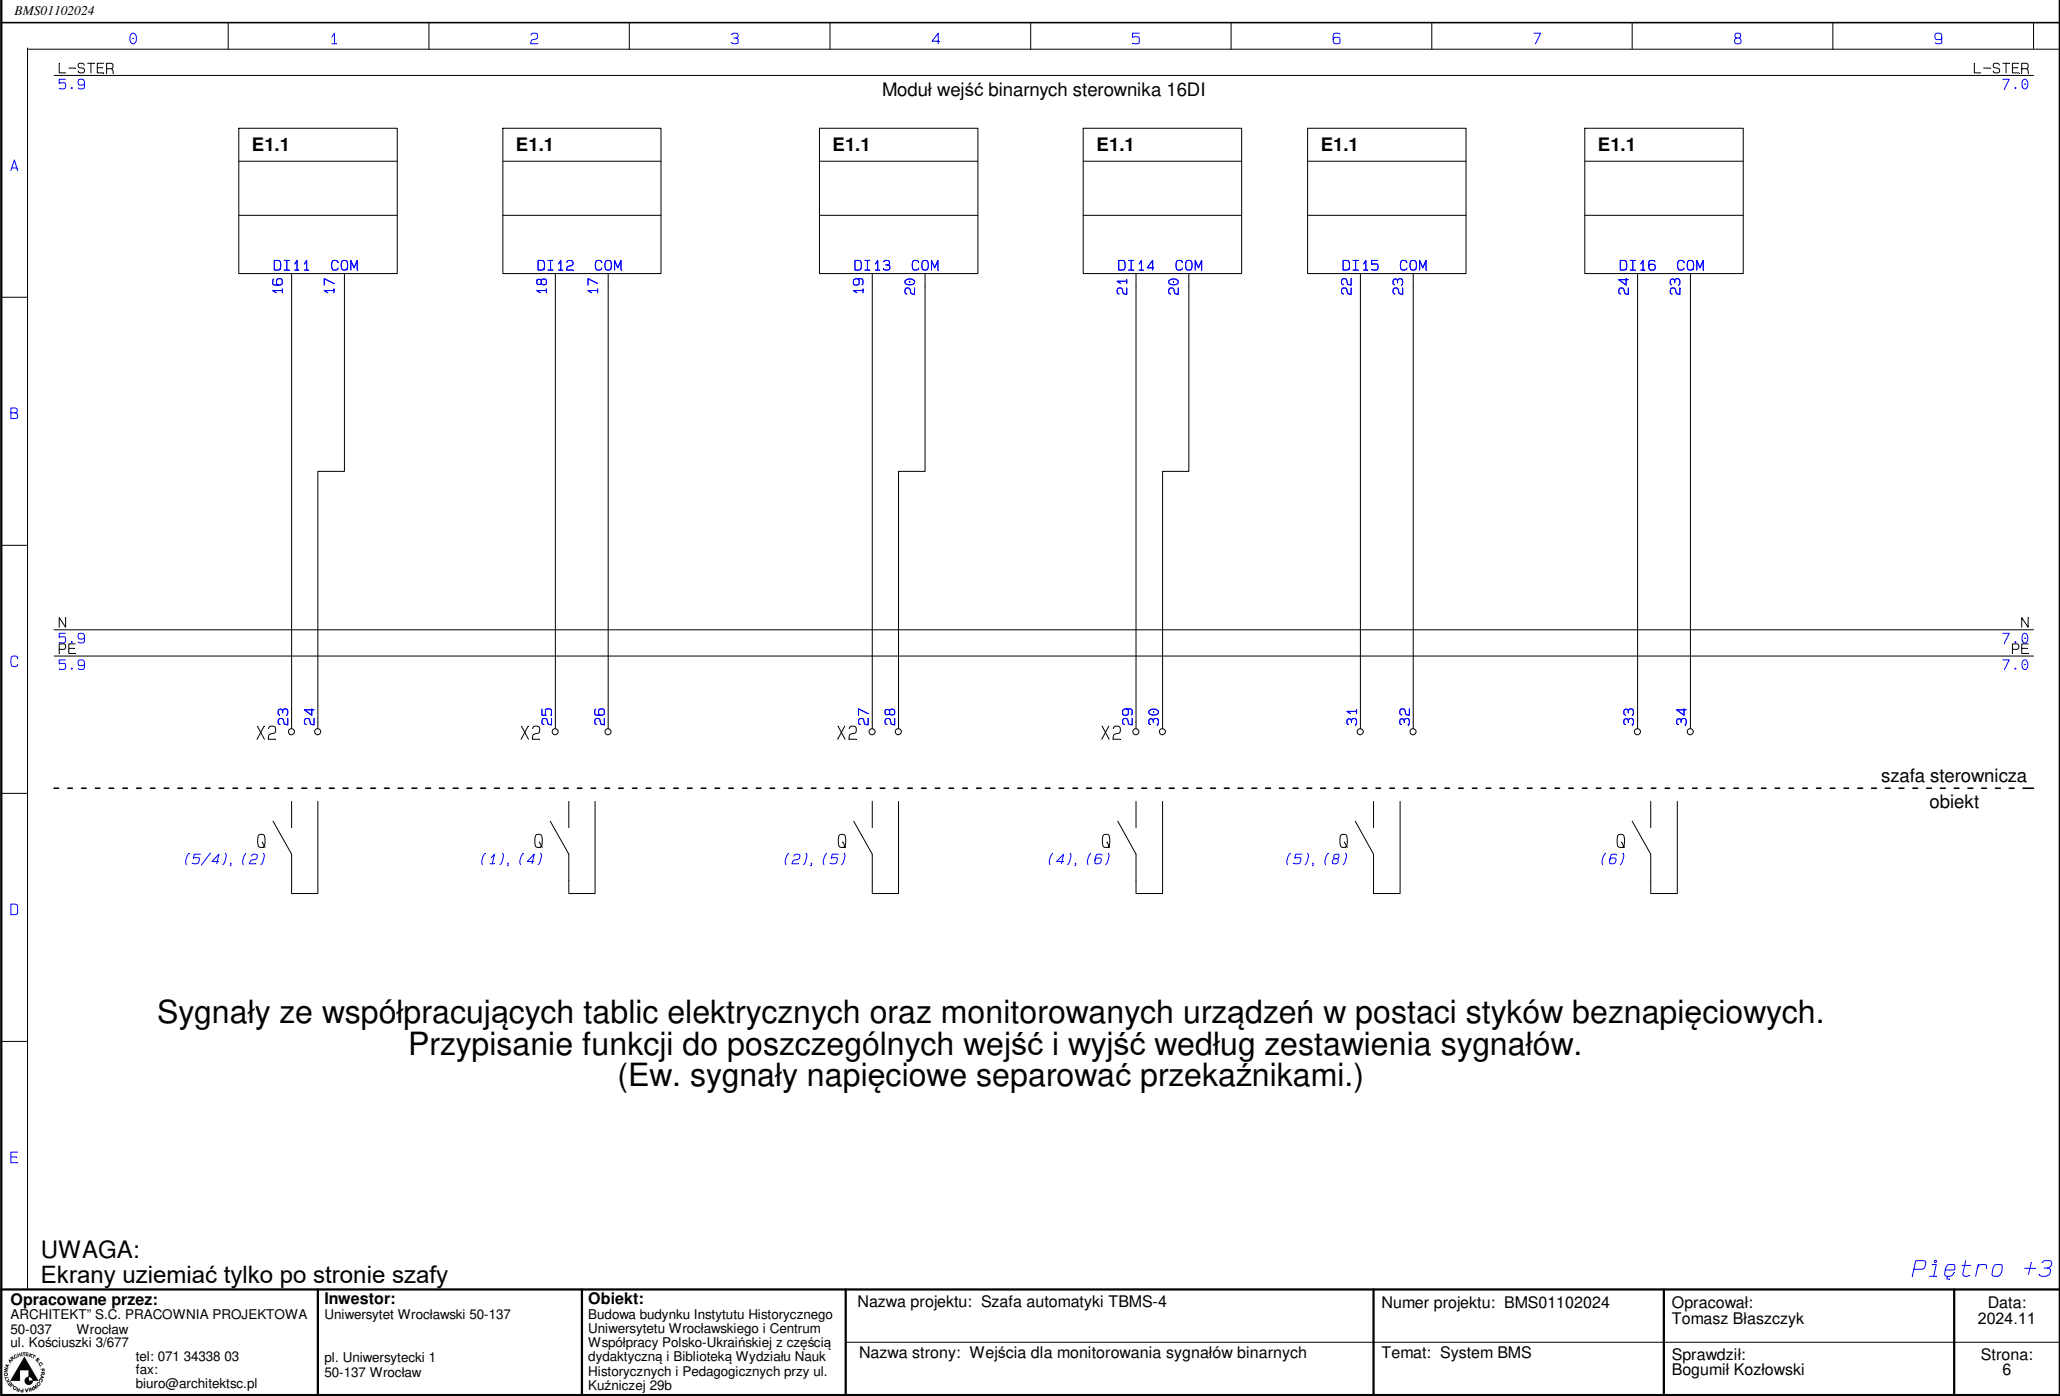 BMS01102024
0 1 2 3 4 5 6 7 8 9
L-STER L-STER
5.9 7.0
Moduł wejść binarnych sterownika 16DI
A
E1.1 E1.1 E1.1 E1.1 E1.1 E1.1
DI11 COM DI12 COM DI13 COM DI14 COM DI15 COM DI16 COM
16 17 18 17 19 20 21 20 22 23 24 23
B
N N
5.9 7.0
PE PE
5.9 7.0
C
23 24 25 26 27 28 29 30 31 32 33 34
X2 X2 X2 X2
szafa sterownicza
obiekt
Q Q Q Q Q Q
(5/4), (2) (1), (4) (2), (5) (4), (6) (5), (8) (6)
D
Sygnały ze współpracujących tablic elektrycznych oraz monitorowanych urządzeń w postaci styków beznapięciowych.
Przypisanie funkcji do poszczególnych wejść i wyjść według zestawienia sygnałów.
(Ew. sygnały napięciowe separować przekaźnikami.)
E
UWAGA:
Ekrany uziemiać tylko po stronie szafy
Piętro +3
Opracowane przez:
ARCHITEKT" S.C. PRACOWNIA PROJEKTOWA
50-037 Wrocław
ul. Kościuszki 3/677
tel: 071 34338 03
fax:
biuro@architektsc.pl
Inwestor:
Uniwersytet Wrocławski 50-137
pl. Uniwersytecki 1
50-137 Wrocław
Obiekt:
Budowa budynku Instytutu Historycznego
Uniwersytetu Wrocławskiego i Centrum
Współpracy Polsko-Ukraińskiej z częścią
dydaktyczną i Biblioteką Wydziału Nauk
Historycznych i Pedagogicznych przy ul.
Kuźniczej 29b
Nazwa projektu: Szafa automatyki TBMS-4
Nazwa strony: Wejścia dla monitorowania sygnałów binarnych
Numer projektu: BMS01102024
Temat: System BMS
Opracował:
Tomasz Błaszczyk
Sprawdził:
Bogumił Kozłowski
Data:
2024.11
Strona:
6